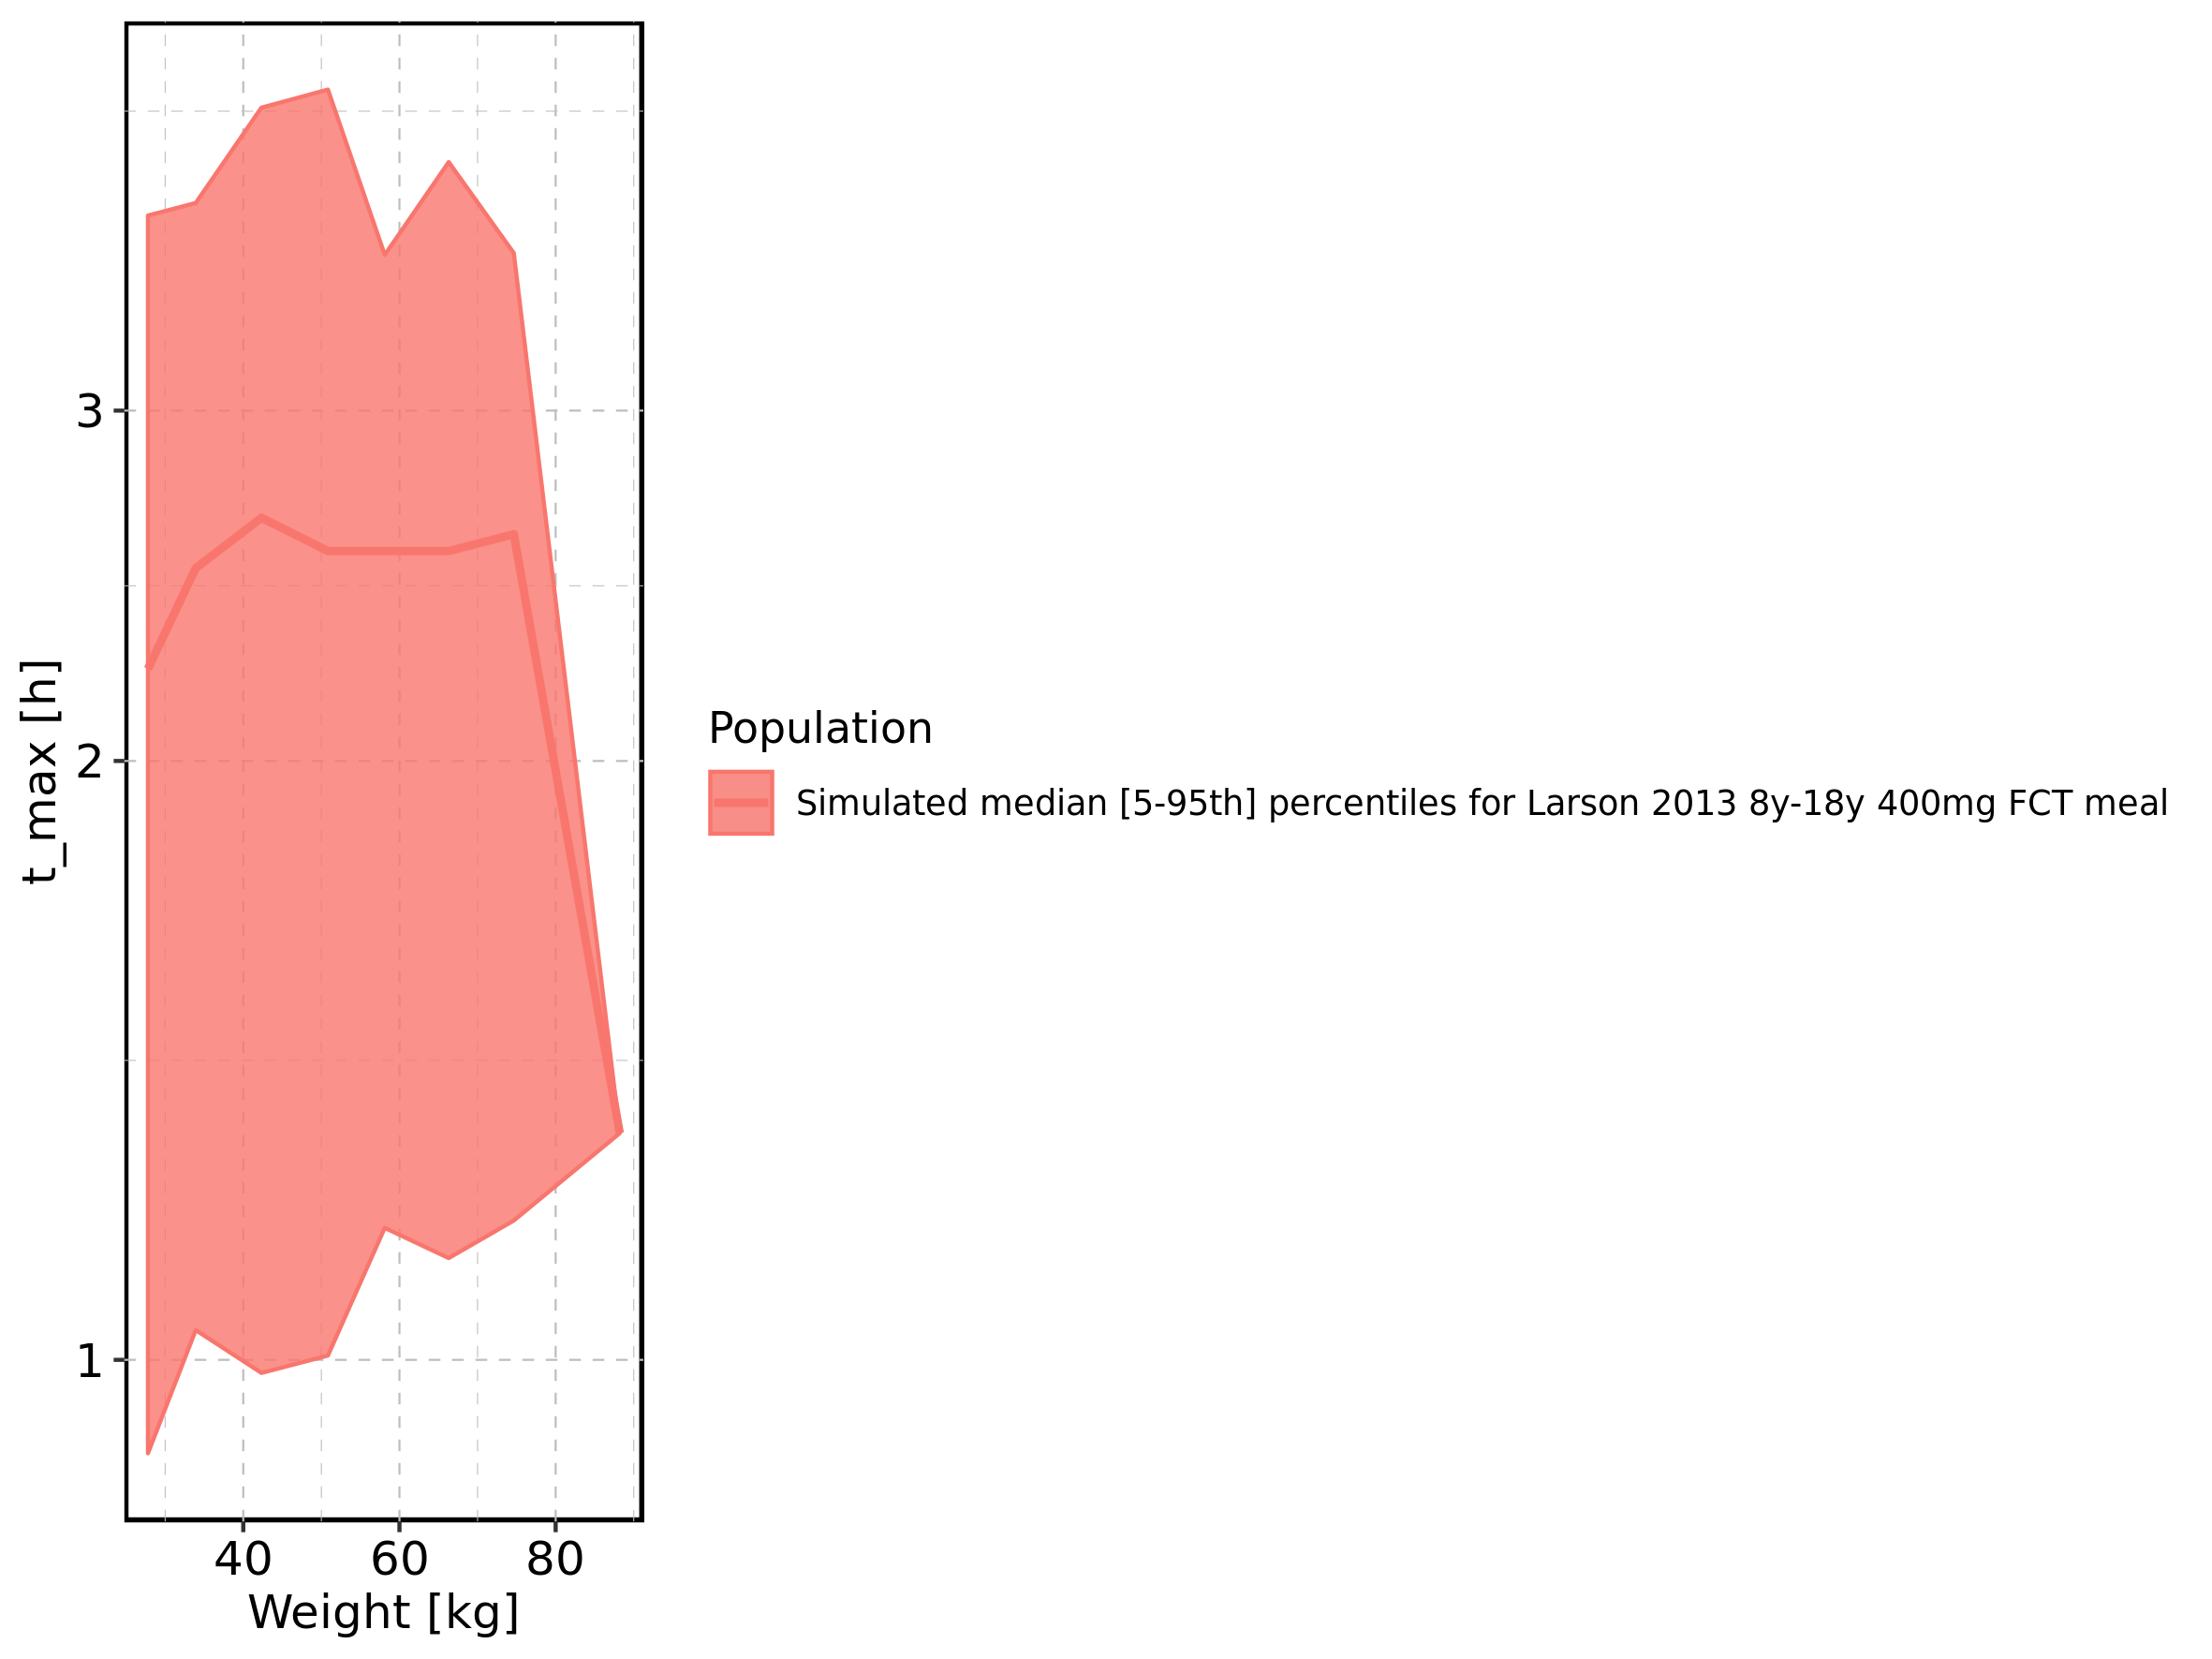 t_max [h]
3
2
1
40 60 80
Weight [kg]
Population
Simulated median [5-95th] percentiles for Larson 2013 8y-18y 400mg FCT meal